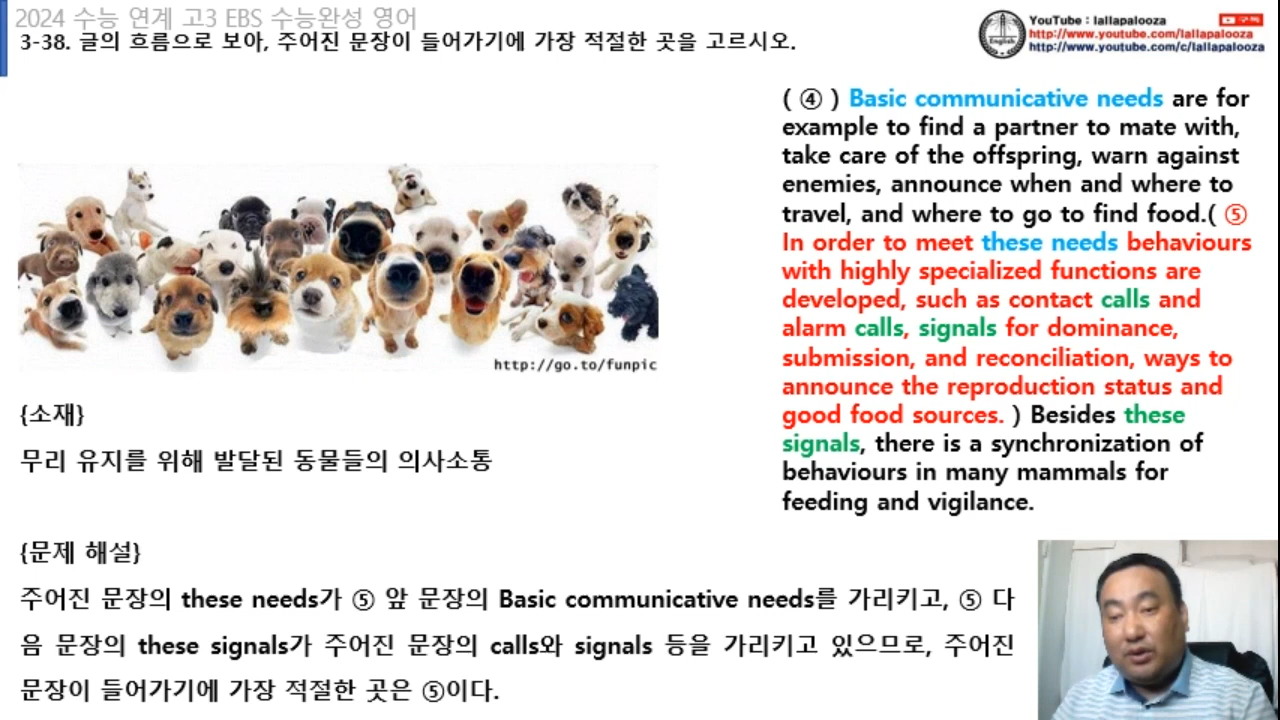 2024 수능 연계 고3 EBS 수능완성 영어
3-38. 글의 흐름으로 보아, 주어진 문장이 들어가기에 가장 적절한 곳을 고르시오.
YouTube : lallapalooza
구독
http://www.youtube.com/lallapalooza
http://www.youtube.com/c/lallapalooza
English
( ④ ) Basic communicative needs are for
example to find a partner to mate with,
take care of the offspring, warn against
enemies, announce when and where to
travel, and where to go to find food.( ⑤
In order to meet these needs behaviours
with highly specialized functions are
developed, such as contact calls and
alarm calls, signals for dominance,
submission, and reconciliation, ways to
announce the reproduction status and
good food sources. ) Besides these
signals, there is a synchronization of
behaviours in many mammals for
feeding and vigilance.
http://go.to/funpic
{소재}
무리 유지를 위해 발달된 동물들의 의사소통
{문제 해설}
주어진 문장의 these needs가 ⑤ 앞 문장의 Basic communicative needs를 가리키고, ⑤ 다
음 문장의 these signals가 주어진 문장의 calls와 signals 등을 가리키고 있으므로, 주어진
문장이 들어가기에 가장 적절한 곳은 ⑤이다.